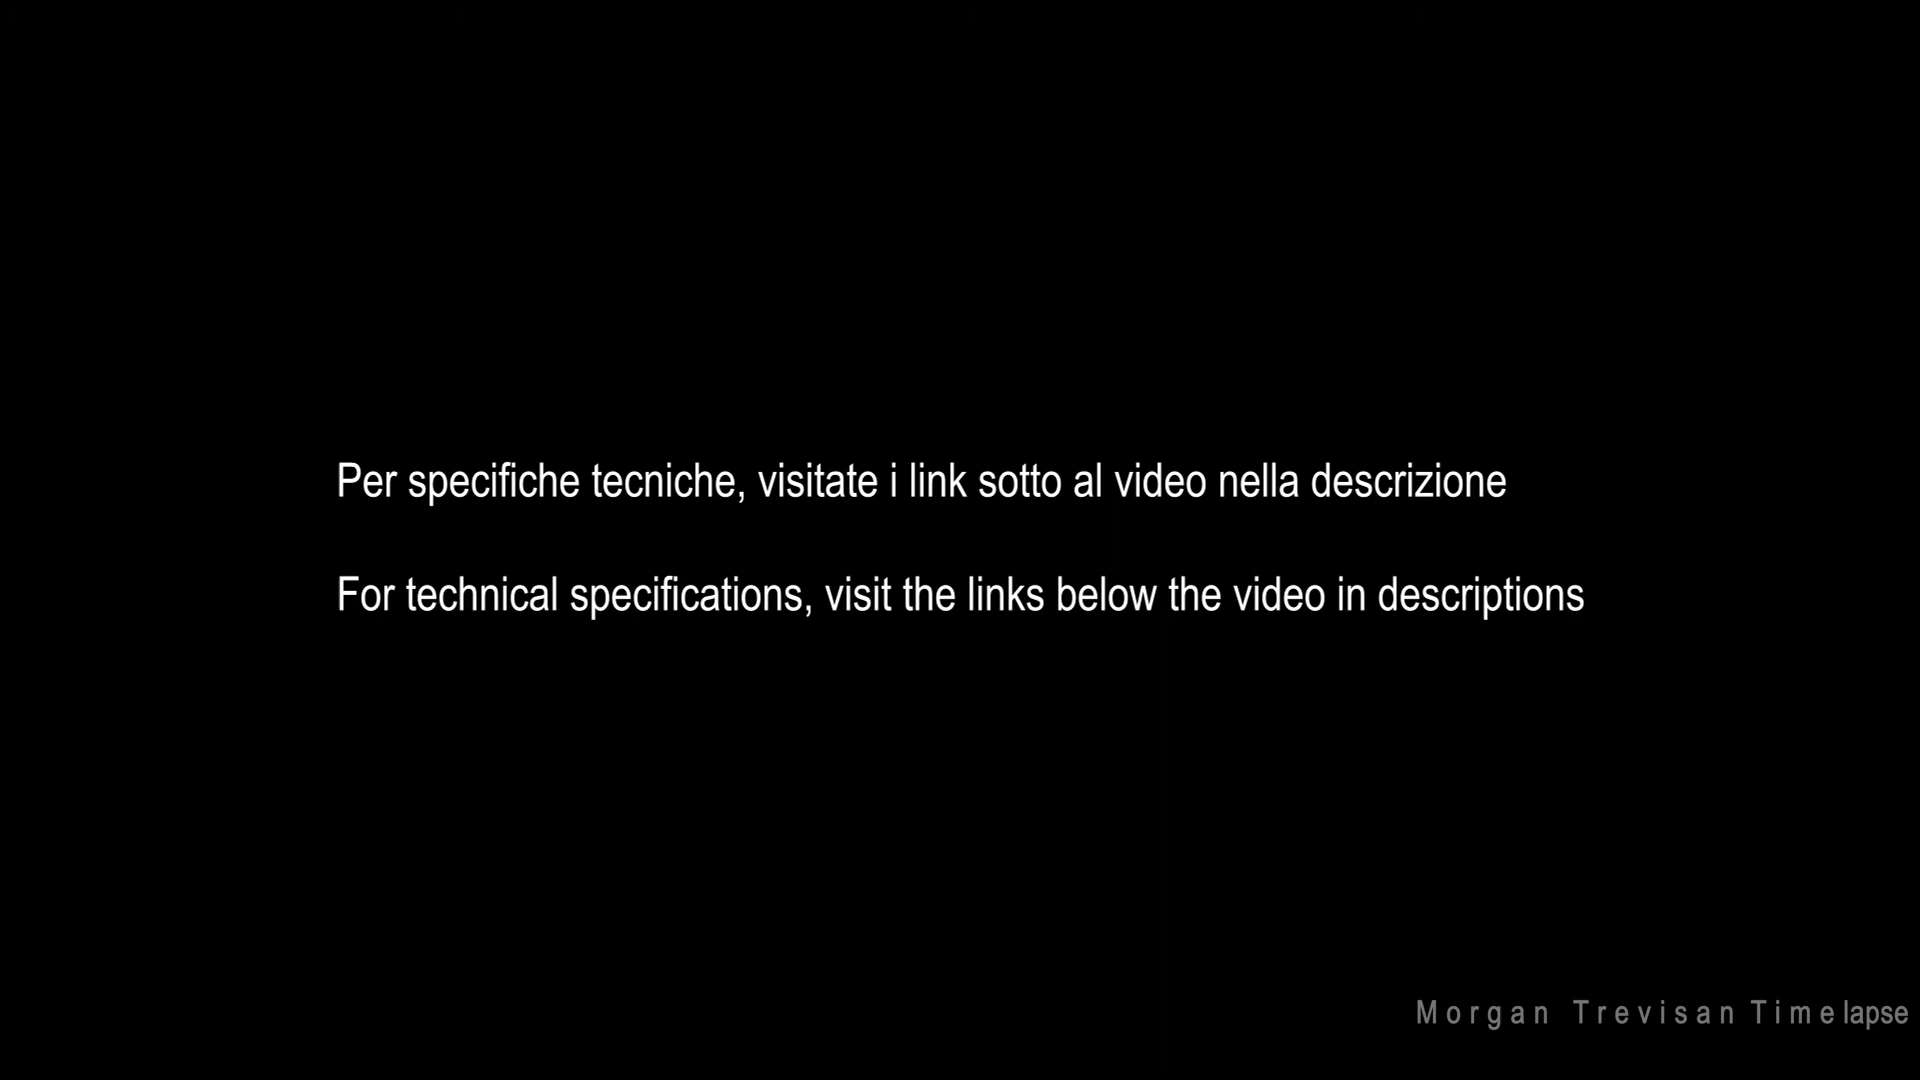 Per specifiche tecniche, visitate i link sotto al video nella descrizione
For technical specifications, visit the links below the video in descriptions
Morgan Trevisan Timelapse